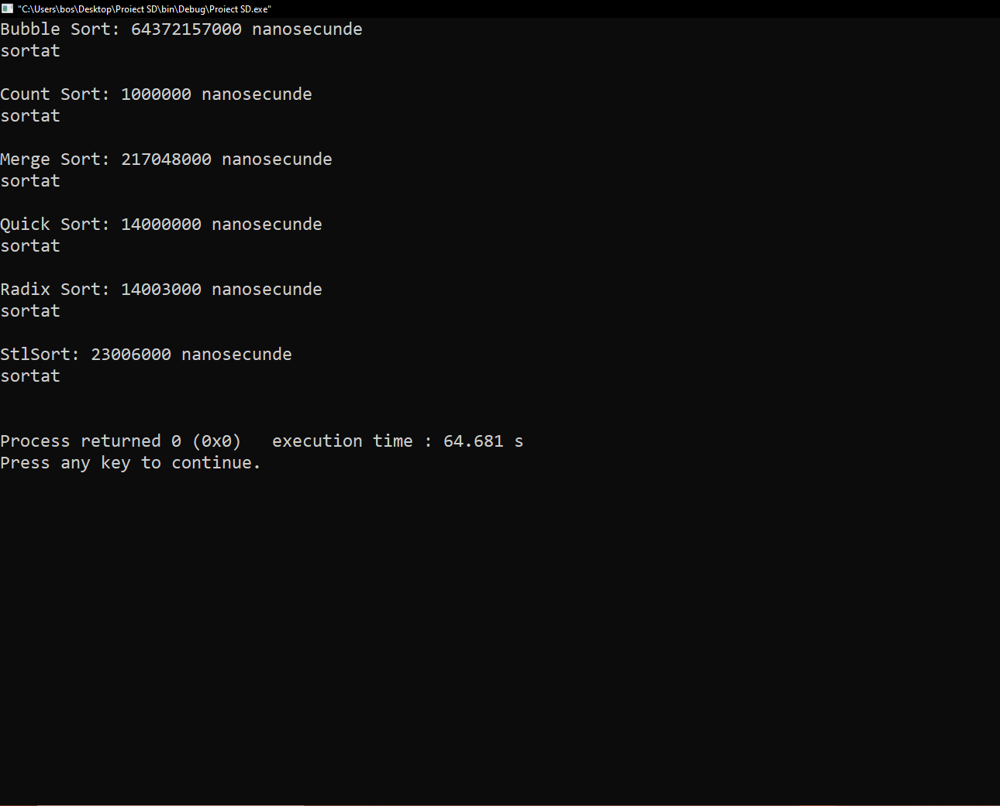 "C:\Users\bos\Desktop\Proiect SD\bin\Debug\Proiect SD.exe"
Bubble Sort: 64372157000 nanosecunde
sortat
Count Sort: 1000000 nanosecunde
sortat
Merge Sort: 217048000 nanosecunde
sortat
Quick Sort: 14000000 nanosecunde
sortat
Radix Sort: 14003000 nanosecunde
sortat
StlSort: 23006000 nanosecunde
sortat
Process returned 0 (0x0)   execution time : 64.681 s
Press any key to continue.